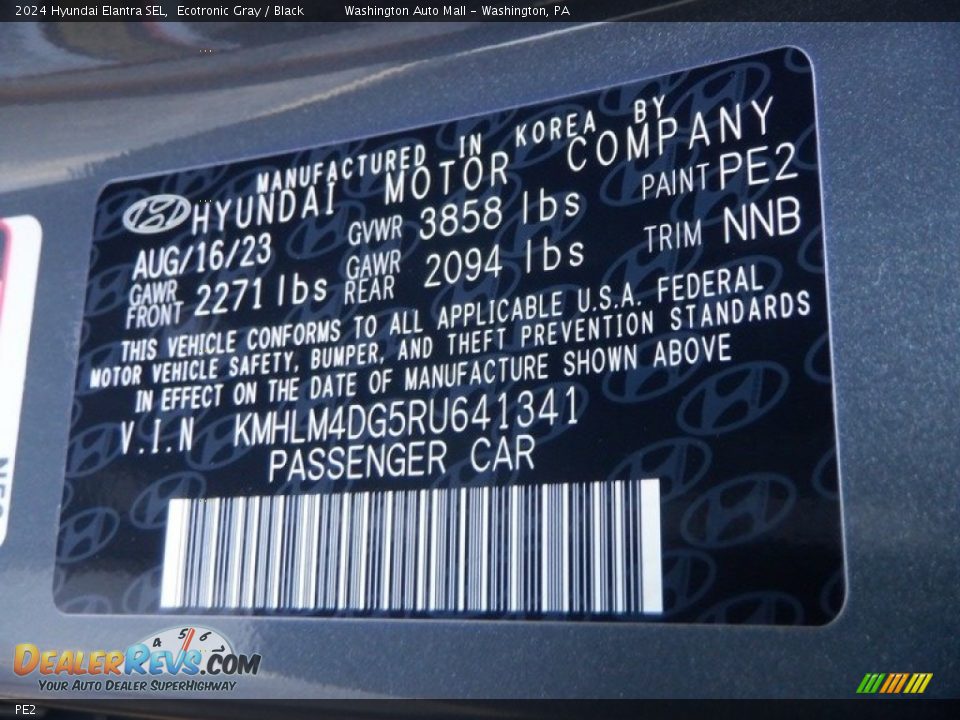 2024 Hyundai Elantra SEL, Ecotronic Gray / Black Washington Auto Mall - Washington, PA
MANUFACTURED IN KOREA BY
HYUNDAI MOTOR COMPANY
AUG/16/23 GVWR 3858 lbs PAINT PE2
GAWR FRONT 2271 lbs GAWR REAR 2094 lbs TRIM NNB
THIS VEHICLE CONFORMS TO ALL APPLICABLE U.S.A. FEDERAL
MOTOR VEHICLE SAFETY, BUMPER, AND THEFT PREVENTION STANDARDS
IN EFFECT ON THE DATE OF MANUFACTURE SHOWN ABOVE
V.I.N KMHLM4DG5RU641341
PASSENGER CAR
4 5 6
DEALERREVS.COM
YOUR AUTO DEALER SUPERHIGHWAY
PE2